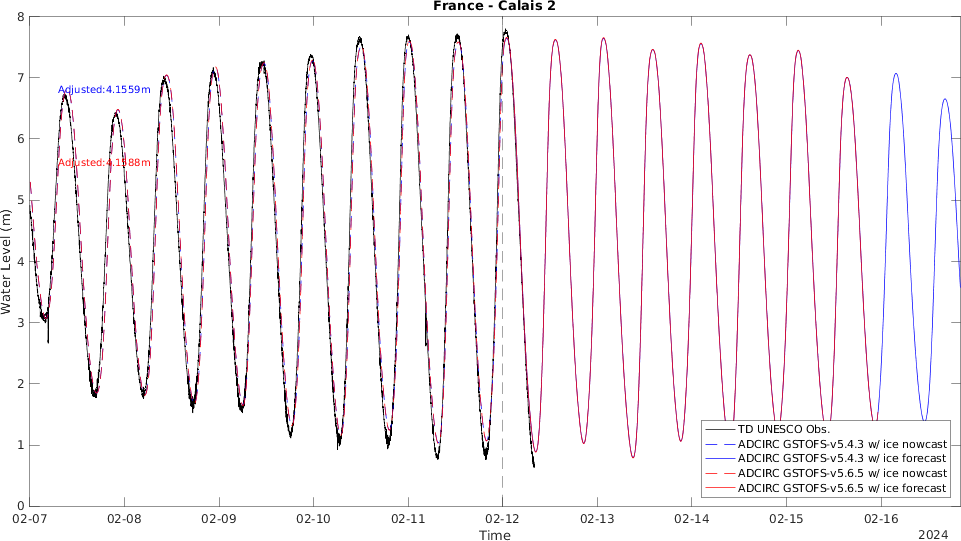 France - Calais 2
8
7
6
5
4
3
2
1
0
Water Level (m)
Adjusted:4.1559m
Adjusted:4.1588m
TD UNESCO Obs.
ADCIRC GSTOFS-v5.4.3 w/ ice nowcast
ADCIRC GSTOFS-v5.4.3 w/ ice forecast
ADCIRC GSTOFS-v5.6.5 w/ ice nowcast
ADCIRC GSTOFS-v5.6.5 w/ ice forecast
02-07 02-08 02-09 02-10 02-11 02-12 02-13 02-14 02-15 02-16
Time
2024